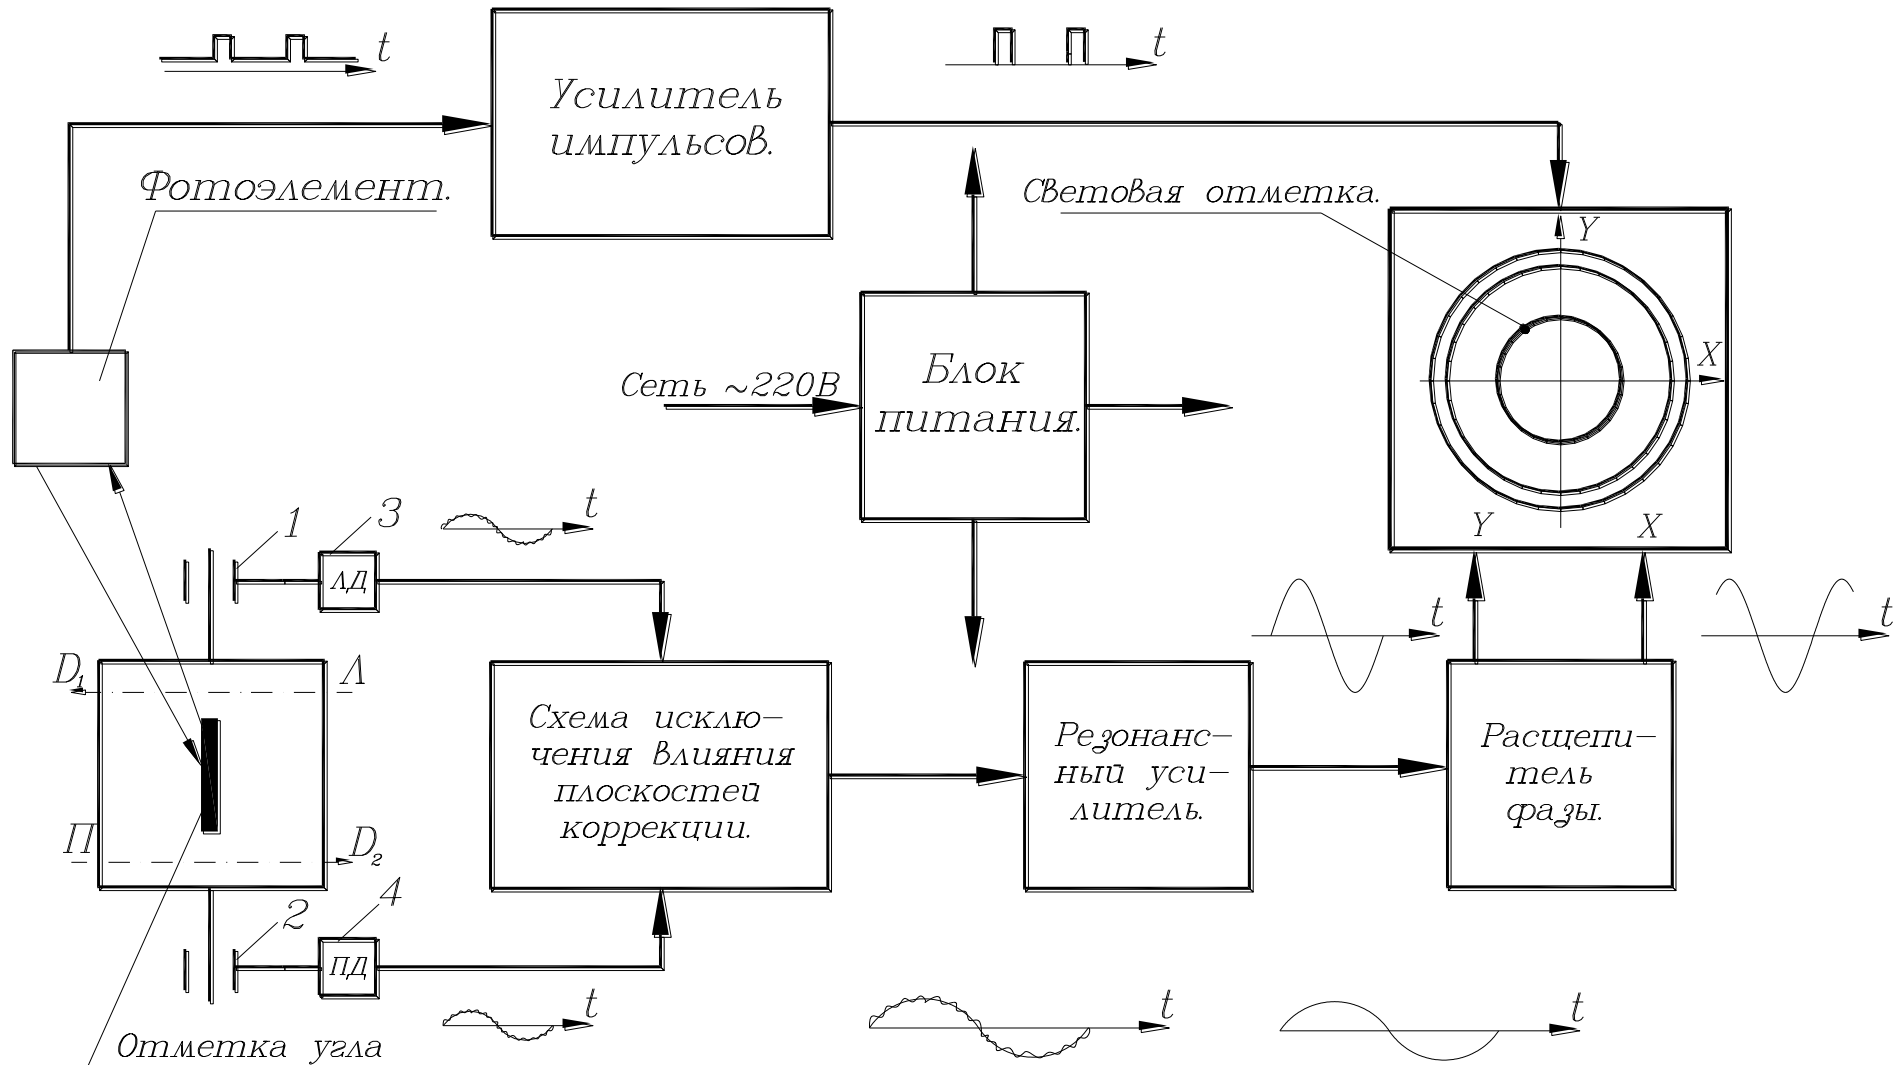 t
t
Усилитель
импульсов.
Фотоэлемент.
Световая отметка.
Y
X
Y
X
Сеть ~220В
Блок
питания.
1
3
t
ЛД
t
t
D₁
Л
Схема исклю-
чения влияния
плоскостей
коррекции.
Резонанс-
ный уси-
литель.
Расщепи-
тель
фазы.
П
D₂
2
4
ПД
t
t
t
Отметка угла